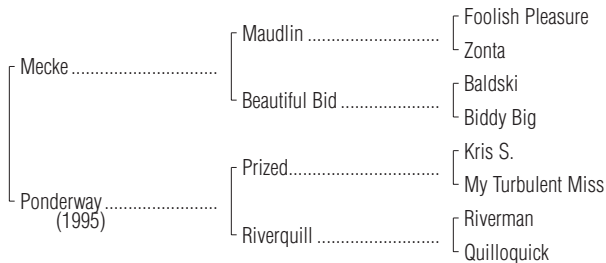 Foolish Pleasure
Maudlin ..............................
Zonta
Mecke .................................
Baldski
Beautiful Bid .......................
Biddy Big
Kris S.
Prized...................................
My Turbulent Miss
Ponderway .........................
(1995)
Riverman
Riverquill ............................
Quilloquick